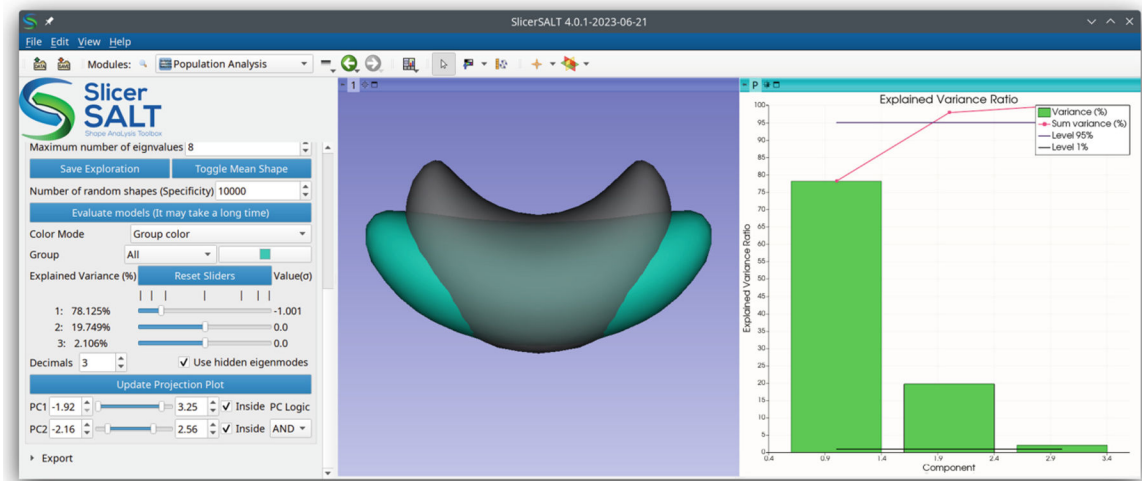 SlicerSALT 4.0.1-2023-06-21
File Edit View Help
Modules: Population Analysis
Slicer
SALT
Shape AnaLysis Toolbox
Maximum number of eignvalues 8
Save Exploration Toggle Mean Shape
Number of random shapes (Specificity) 10000
Evaluate models (It may take a long time)
Color Mode Group color
Group All
Explained Variance (%) Reset Sliders Value(σ)
1: 78.125% -1.001
2: 19.749% 0.0
3: 2.106% 0.0
Decimals 3 Use hidden eigenmodes
Update Projection Plot
PC1 -1.92 3.25 Inside PC Logic
PC2 -2.16 2.56 Inside AND
Export
1
P
Explained Variance Ratio
Variance (%)
Sum variance (%)
Level 95%
Level 1%
Explained Variance Ratio
100
95
90
85
80
75
70
65
60
55
50
45
40
35
30
25
20
15
10
5
0
0.4 0.9 1.4 1.9 2.4 2.9 3.4
Component